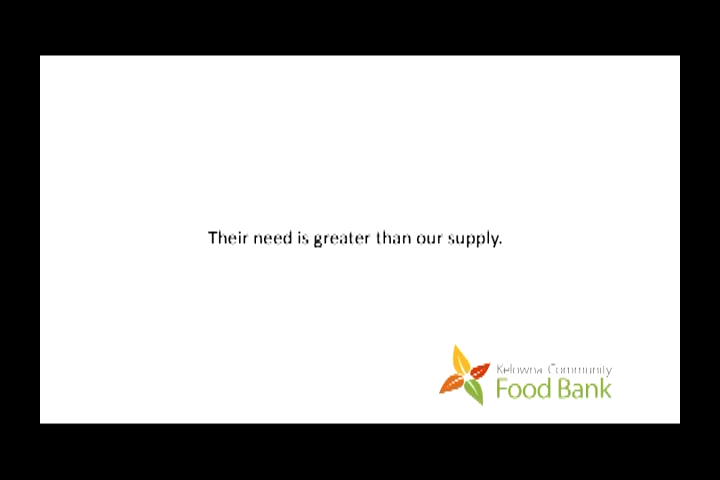 Their need is greater than our supply.
Kelowna Community
Food Bank